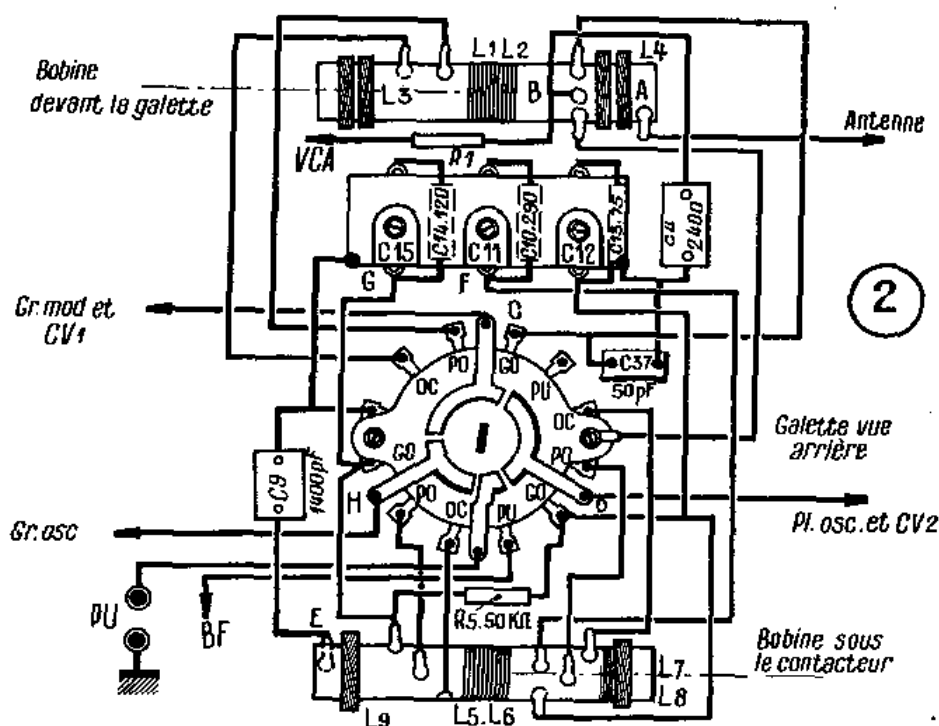 L1 L2
L4
Bobine
devant la galette
L3
B
A
Antenne
VCA
R1
C14.120
C10.290
C13.75
C4
2400
C15
C11
C12
G
F
2
Gr. mod et
CV1
C
PO
GO
OC
PU
C37
50pF
OC
PO
Galette vue
arrière
GO
C9
1400pF
H
PO
OC
PU
GO
D
Gr. osc
Pl. osc. et CV2
PU
BF
R5.50KΩ
E
Bobine sous
le contacteur
L7
L8
L9
L5.L6